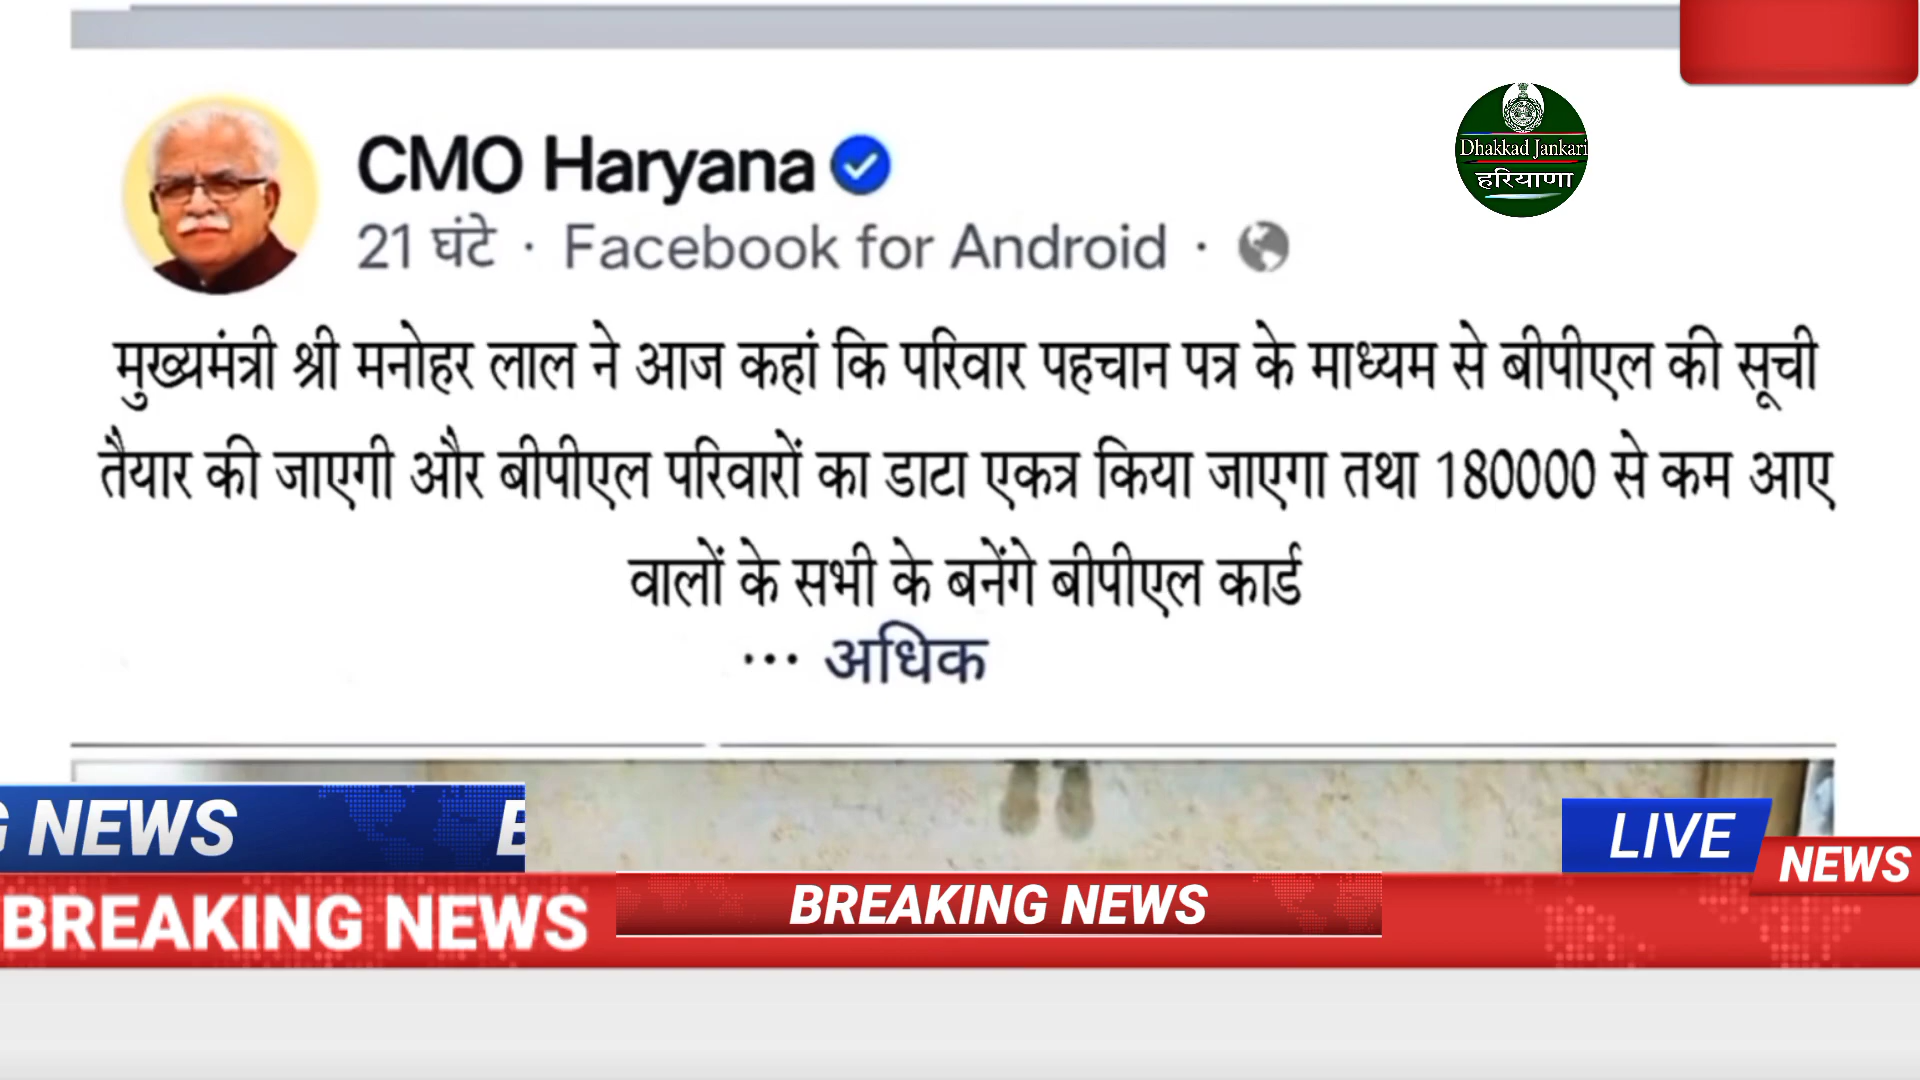 CMO Haryana
21 घंटे · Facebook for Android ·
Dhakkad Jankari
हरियाणा
मुख्यमंत्री श्री मनोहर लाल ने आज कहां कि परिवार पहचान पत्र के माध्यम से बीपीएल की सूची
तैयार की जाएगी और बीपीएल परिवारों का डाटा एकत्र किया जाएगा तथा 180000 से कम आए
वालों के सभी के बनेंगे बीपीएल कार्ड
... अधिक
G NEWS B
LIVE
NEWS
BREAKING NEWS
BREAKING NEWS